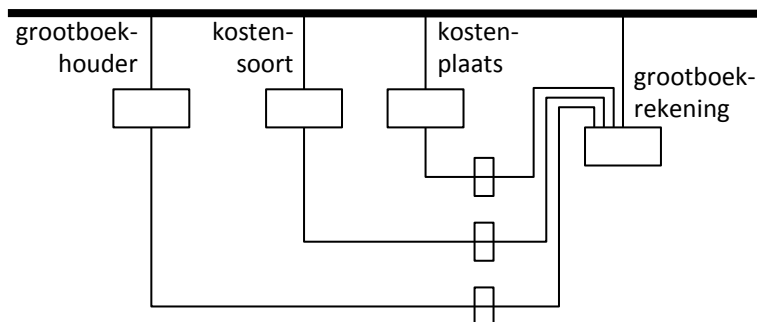 grootboek-
houder
kosten-
soort
kosten-
plaats
grootboek-
rekening